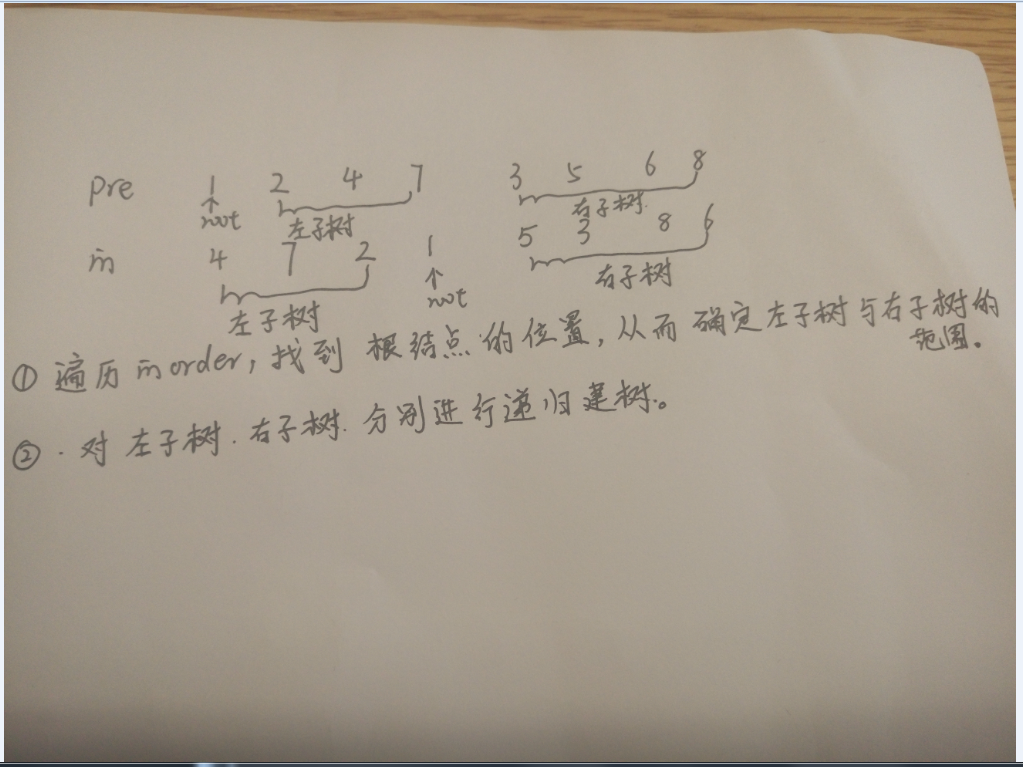 pre 1 2 4 7 3 5 6 8
root 左子树 右子树
in 4 7 2 1 5 3 8 6
左子树 root 右子树
① 遍历 inorder, 找到 根结点 的位置, 从而 确定左子树与右子树的
范围。
② . 对 左子树. 右子树. 分别进行递归建树。